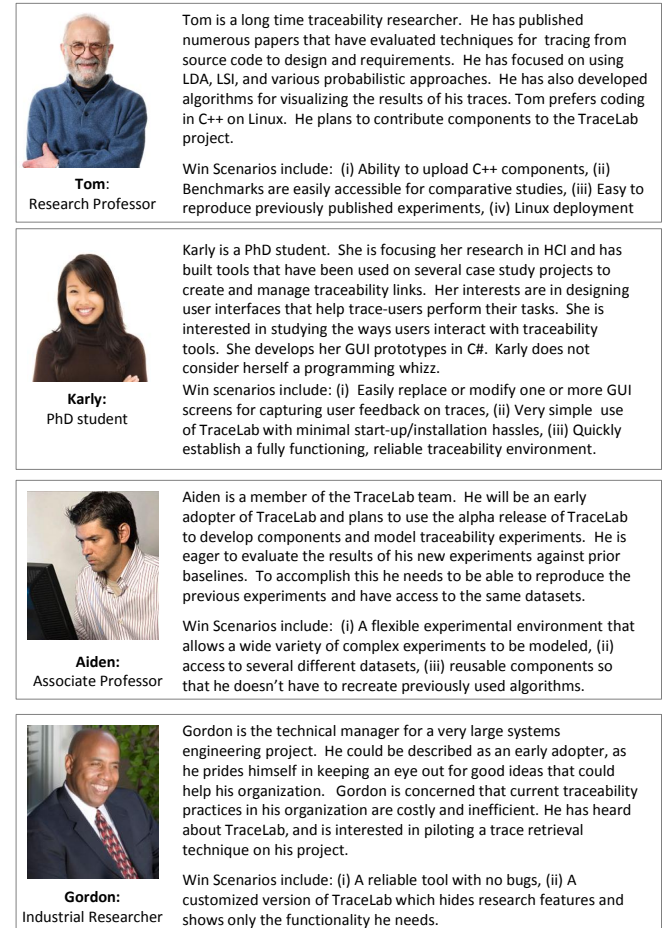 Tom is a long time traceability researcher. He has published
numerous papers that have evaluated techniques for tracing from
source code to design and requirements. He has focused on using
LDA, LSI, and various probabilistic approaches. He has also developed
algorithms for visualizing the results of his traces. Tom prefers coding
in C++ on Linux. He plans to contribute components to the TraceLab
project.
Win Scenarios include: (i) Ability to upload C++ components, (ii)
Benchmarks are easily accessible for comparative studies, (iii) Easy to
reproduce previously published experiments, (iv) Linux deployment
Tom:
Research Professor
Karly is a PhD student. She is focusing her research in HCI and has
built tools that have been used on several case study projects to
create and manage traceability links. Her interests are in designing
user interfaces that help trace-users perform their tasks. She is
interested in studying the ways users interact with traceability
tools. She develops her GUI prototypes in C#. Karly does not
consider herself a programming whizz.
Win scenarios include: (i) Easily replace or modify one or more GUI
screens for capturing user feedback on traces, (ii) Very simple use
of TraceLab with minimal start-up/installation hassles, (iii) Quickly
establish a fully functioning, reliable traceability environment.
Karly:
PhD student
Aiden is a member of the TraceLab team. He will be an early
adopter of TraceLab and plans to use the alpha release of TraceLab
to develop components and model traceability experiments. He is
eager to evaluate the results of his new experiments against prior
baselines. To accomplish this he needs to be able to reproduce the
previous experiments and have access to the same datasets.
Win Scenarios include: (i) A flexible experimental environment that
allows a wide variety of complex experiments to be modeled, (ii)
access to several different datasets, (iii) reusable components so
that he doesn't have to recreate previously used algorithms.
Aiden:
Associate Professor
Gordon is the technical manager for a very large systems
engineering project. He could be described as an early adopter, as
he prides himself in keeping an eye out for good ideas that could
help his organization. Gordon is concerned that current traceability
practices in his organization are costly and inefficient. He has heard
about TraceLab, and is interested in piloting a trace retrieval
technique on his project.
Win Scenarios include: (i) A reliable tool with no bugs, (ii) A
customized version of TraceLab which hides research features and
shows only the functionality he needs.
Gordon:
Industrial Researcher